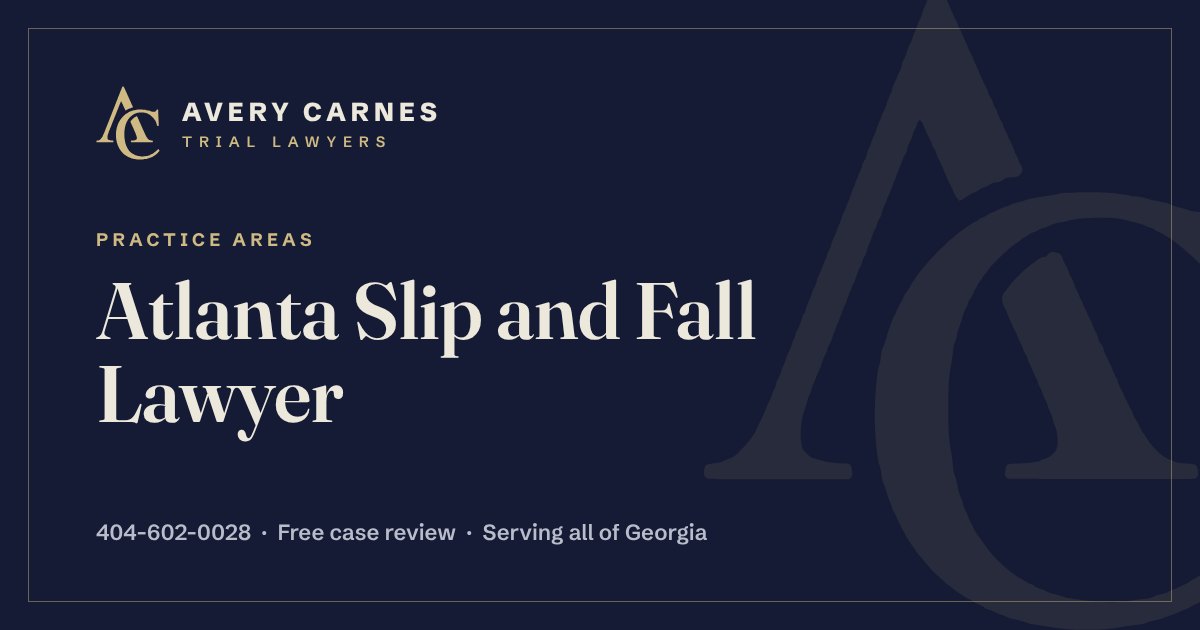 AVERY CARNES
TRIAL LAWYERS
PRACTICE AREAS
Atlanta Slip and Fall
Lawyer
404-602-0028 · Free case review · Serving all of Georgia